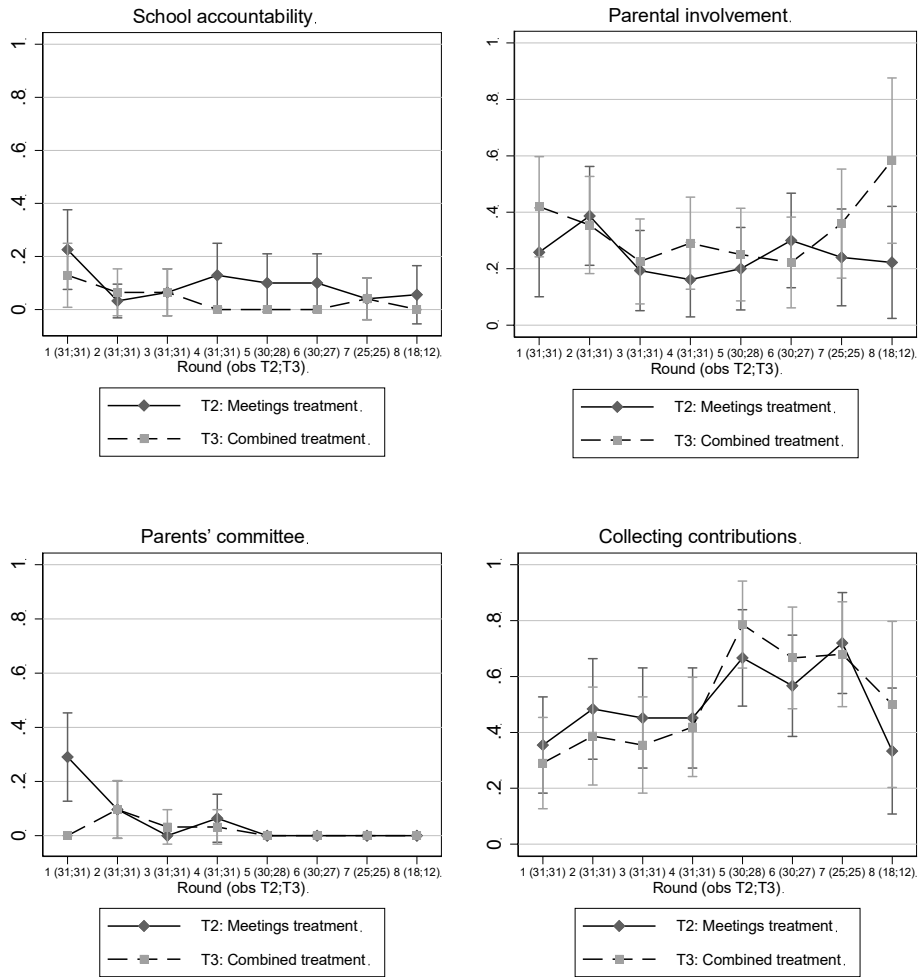 School accountability.
1.
.8.
.6.
.4.
.2.
0.
1 (31;31) 2 (31;31) 3 (31;31) 4 (31;31) 5 (30;28) 6 (30;27) 7 (25;25) 8 (18;12).
Round (obs T2;T3).
T2: Meetings treatment.
T3: Combined treatment.
Parental involvement.
1.
.8.
.6.
.4.
.2.
0.
1 (31;31) 2 (31;31) 3 (31;31) 4 (31;31) 5 (30;28) 6 (30;27) 7 (25;25) 8 (18;12).
Round (obs T2;T3).
T2: Meetings treatment.
T3: Combined treatment.
Parents' committee.
1.
.8.
.6.
.4.
.2.
0.
1 (31;31) 2 (31;31) 3 (31;31) 4 (31;31) 5 (30;28) 6 (30;27) 7 (25;25) 8 (18;12).
Round (obs T2;T3).
T2: Meetings treatment.
T3: Combined treatment.
Collecting contributions.
1.
.8.
.6.
.4.
.2.
0.
1 (31;31) 2 (31;31) 3 (31;31) 4 (31;31) 5 (30;28) 6 (30;27) 7 (25;25) 8 (18;12).
Round (obs T2;T3).
T2: Meetings treatment.
T3: Combined treatment.